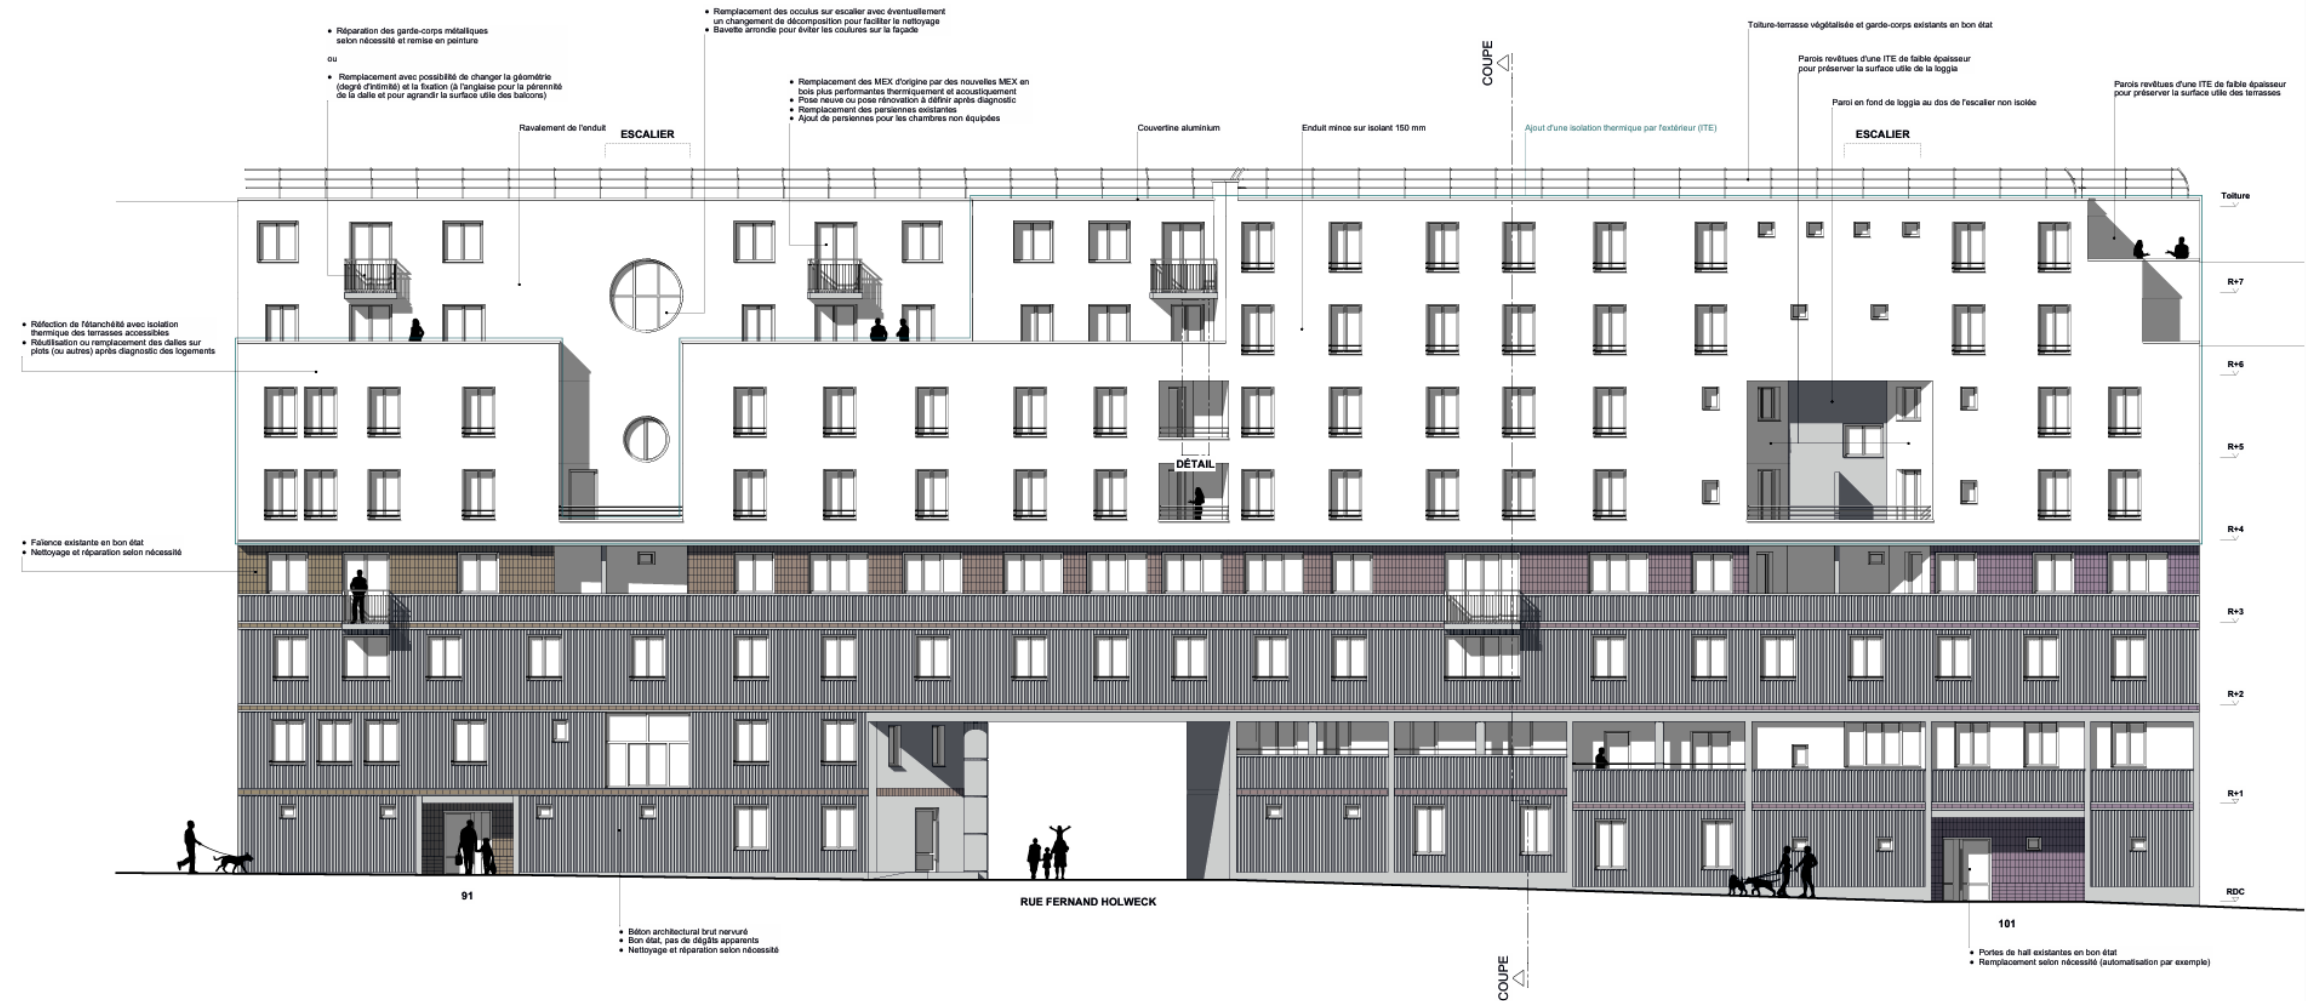 • Remplacement des occulus sur escalier avec éventuellement
un changement de décomposition pour faciliter le nettoyage
• Bavette arrondie pour éviter les coulures sur la façade
• Réparation des garde-corps métalliques
selon nécessité et remise en peinture
ou
• Remplacement avec possibilité de changer la géométrie
(degré d'intimité) et la fixation (à l'anglaise pour la pérennité
de la dalle et pour agrandir la surface utile des balcons)
• Remplacement des MEX d'origine par des nouvelles MEX en
bois plus performantes thermiquement et acoustiquement
• Pose neuve ou pose rénovation à définir après diagnostic
• Remplacement des persiennes existantes
• Ajout de persiennes pour les chambres non équipées
COUPE
Toiture-terrasse végétalisée et garde-corps existants en bon état
Parois revêtues d'une ITE de faible épaisseur
pour préserver la surface utile de la loggia
Parois revêtues d'une ITE de faible épaisseur
pour préserver la surface utile des terrasses
Paroi en fond de loggia au dos de l'escalier non isolée
Ravalement de l'enduit
ESCALIER
Couvertine aluminium
Enduit mince sur isolant 150 mm
Ajout d'une isolation thermique par l'extérieur (ITE)
ESCALIER
Toiture
R+7
• Réfection de l'étanchéité avec isolation
thermique des terrasses accessibles
• Réutilisation ou remplacement des dalles sur
plots (ou autres) après diagnostic des logements
R+6
R+5
DÉTAIL
R+4
• Faïence existante en bon état
• Nettoyage et réparation selon nécessité
R+3
R+2
R+1
RDC
91
RUE FERNAND HOLWECK
101
• Béton architectural brut nervuré
• Bon état, pas de dégâts apparents
• Nettoyage et réparation selon nécessité
• Portes de hall existantes en bon état
• Remplacement selon nécessité (automatisation par exemple)
COUPE